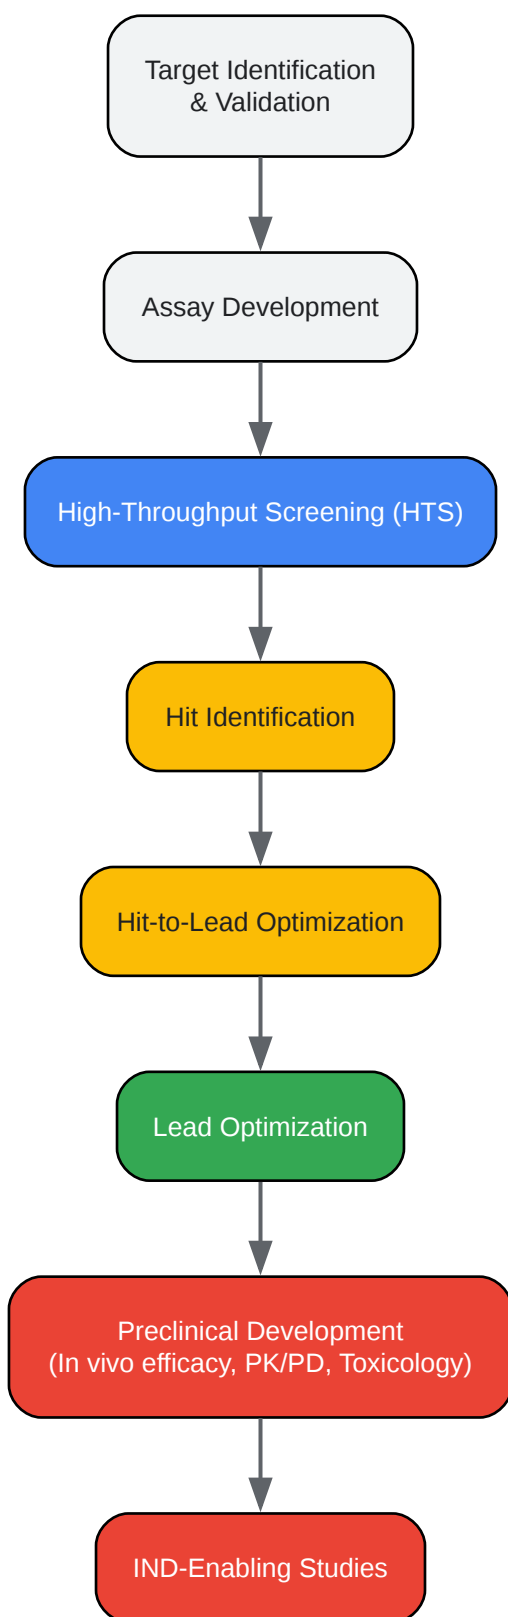 Target Identification
& Validation
Assay Development
High-Throughput Screening (HTS)
Hit Identification
Hit-to-Lead Optimization
Lead Optimization
Preclinical Development
(In vivo efficacy, PK/PD, Toxicology)
IND-Enabling Studies